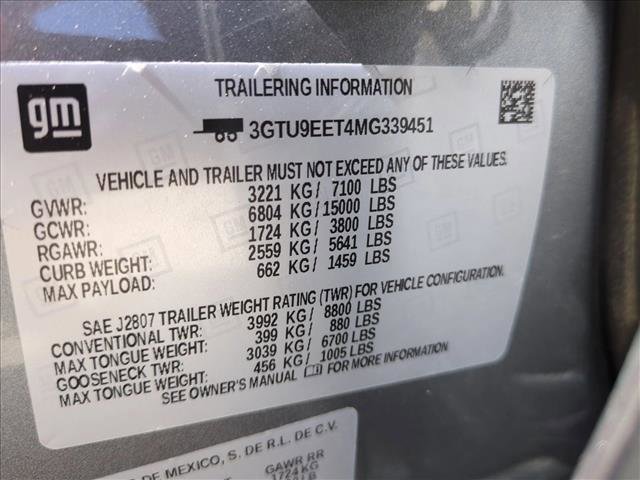 gm
TRAILERING INFORMATION
3GTU9EET4MG339451
VEHICLE AND TRAILER MUST NOT EXCEED ANY OF THESE VALUES.
GVWR: 3221 KG/ 7100 LBS
GCWR: 6804 KG/15000 LBS
RGAWR: 1724 KG/ 3800 LBS
CURB WEIGHT: 2559 KG/ 5641 LBS
MAX PAYLOAD: 662 KG/ 1459 LBS
SAE J2807 TRAILER WEIGHT RATING (TWR) FOR VEHICLE CONFIGURATION.
CONVENTIONAL TWR: 3992 KG/ 8800 LBS
MAX TONGUE WEIGHT: 399 KG/ 880 LBS
GOOSENECK TWR: 3039 KG/ 6700 LBS
MAX TONGUE WEIGHT: 456 KG/ 1005 LBS
SEE OWNER'S MANUAL FOR MORE INFORMATION
DE MEXICO, S. DE R.L. DE C.V.
GAWR RR
1724 KG
LB